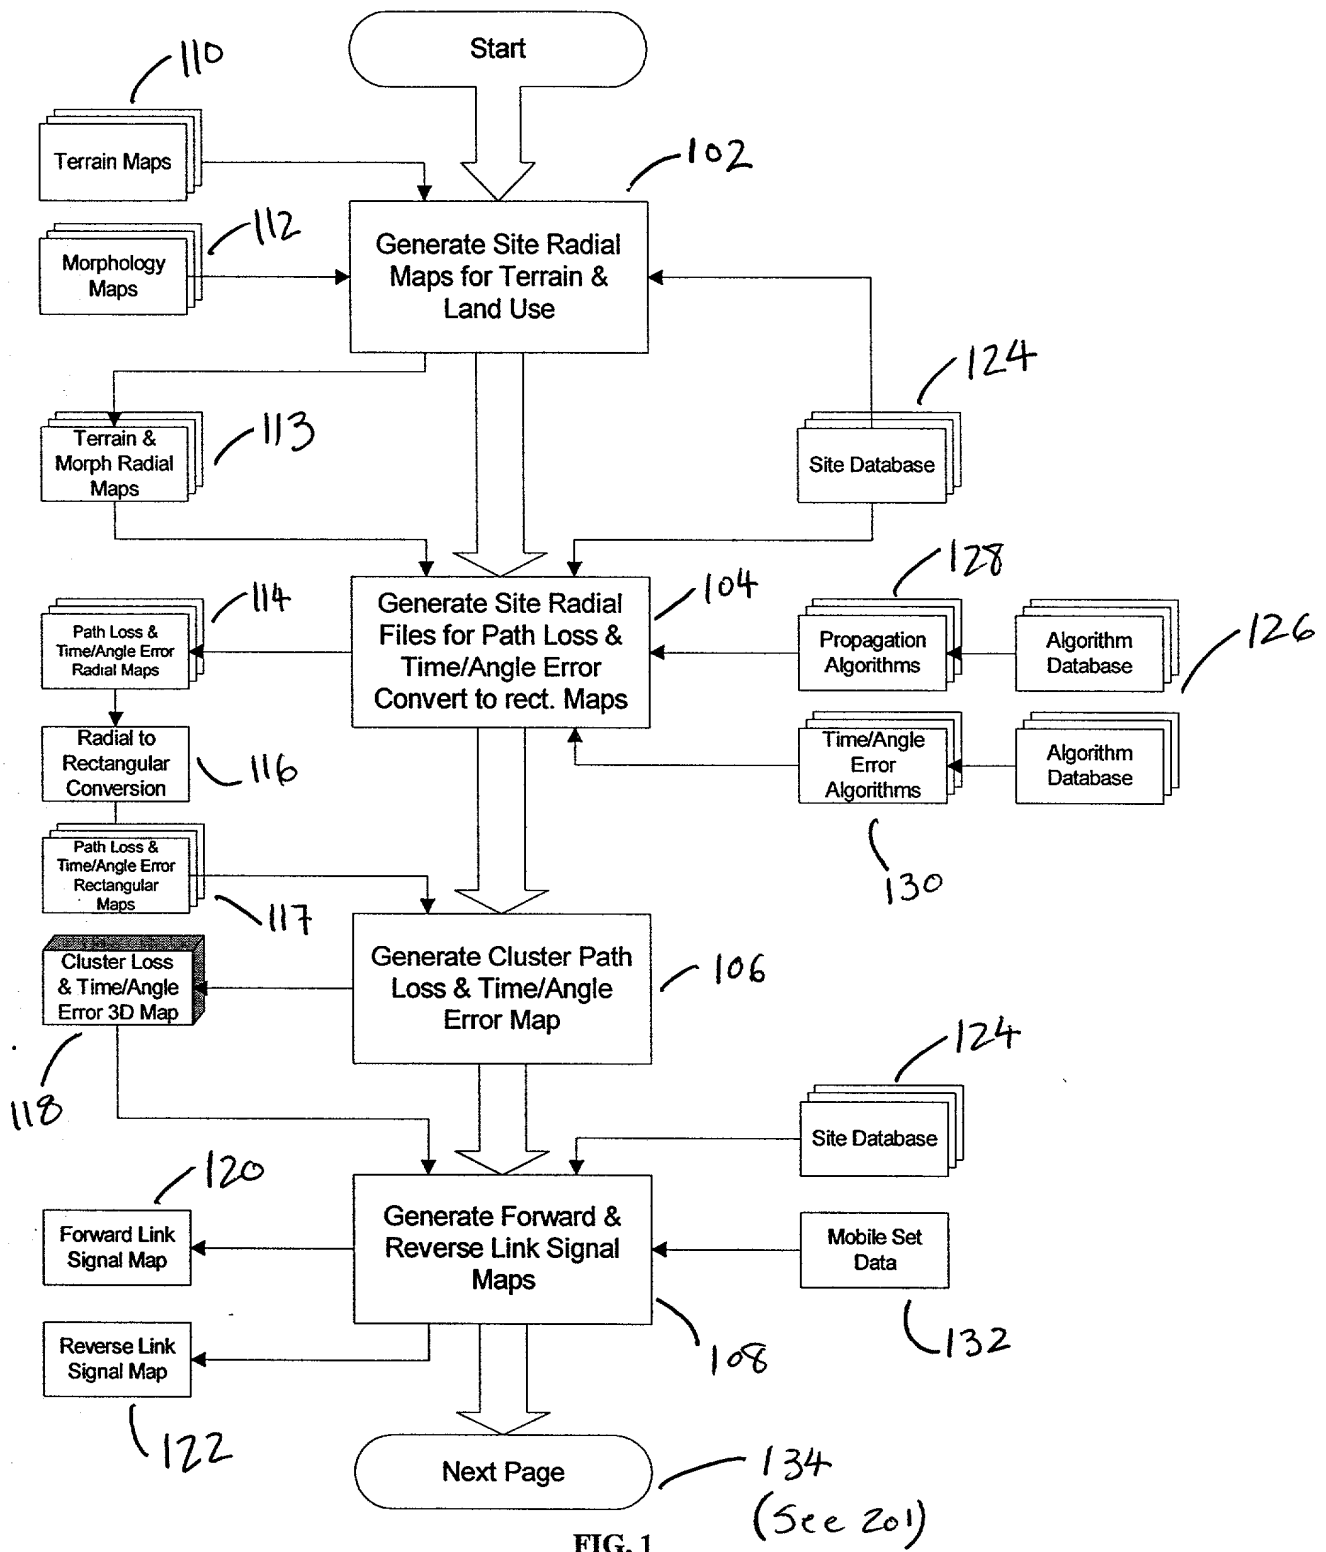 Start
110
Terrain Maps
102
112
Morphology
Maps
Generate Site Radial
Maps for Terrain &
Land Use
124
113
Terrain &
Morph Radial
Maps
Site Database
128
114
104
Generate Site Radial
Files for Path Loss &
Time/Angle Error
Convert to rect. Maps
Path Loss &
Time/Angle Error
Radial Maps
Propagation
Algorithms
Algorithm
Database
126
Radial to
Rectangular
Conversion
116
Time/Angle
Error
Algorithms
Algorithm
Database
130
Path Loss &
Time/Angle Error
Rectangular
Maps
117
Cluster Loss
& Time/Angle
Error 3D Map
Generate Cluster Path
Loss & Time/Angle
Error Map
106
118
124
Site Database
120
Forward Link
Signal Map
Generate Forward &
Reverse Link Signal
Maps
Mobile Set
Data
132
108
Reverse Link
Signal Map
122
Next Page
134
(See 201)
FIG. 1